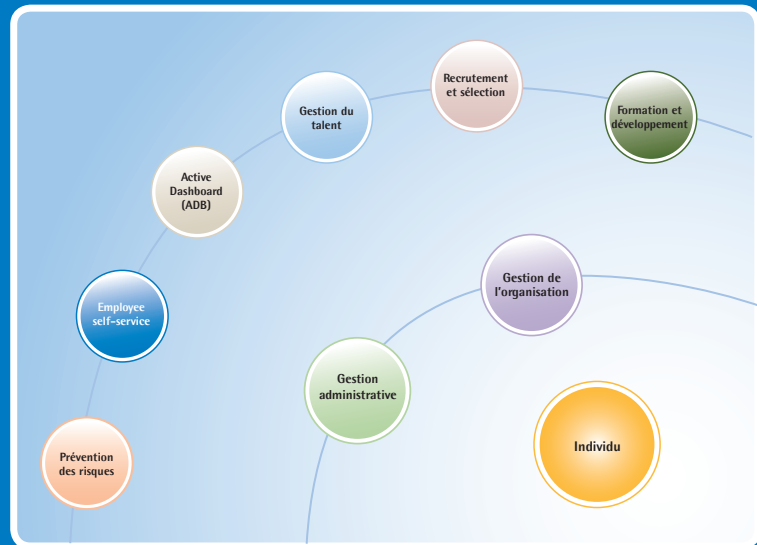 Recrutement
et sélection
Gestion du
talent
Formation et
développement
Active
Dashboard
(ADB)
Gestion de
l'organisation
Employee
self-service
Gestion
administrative
Individu
Prévention
des risques